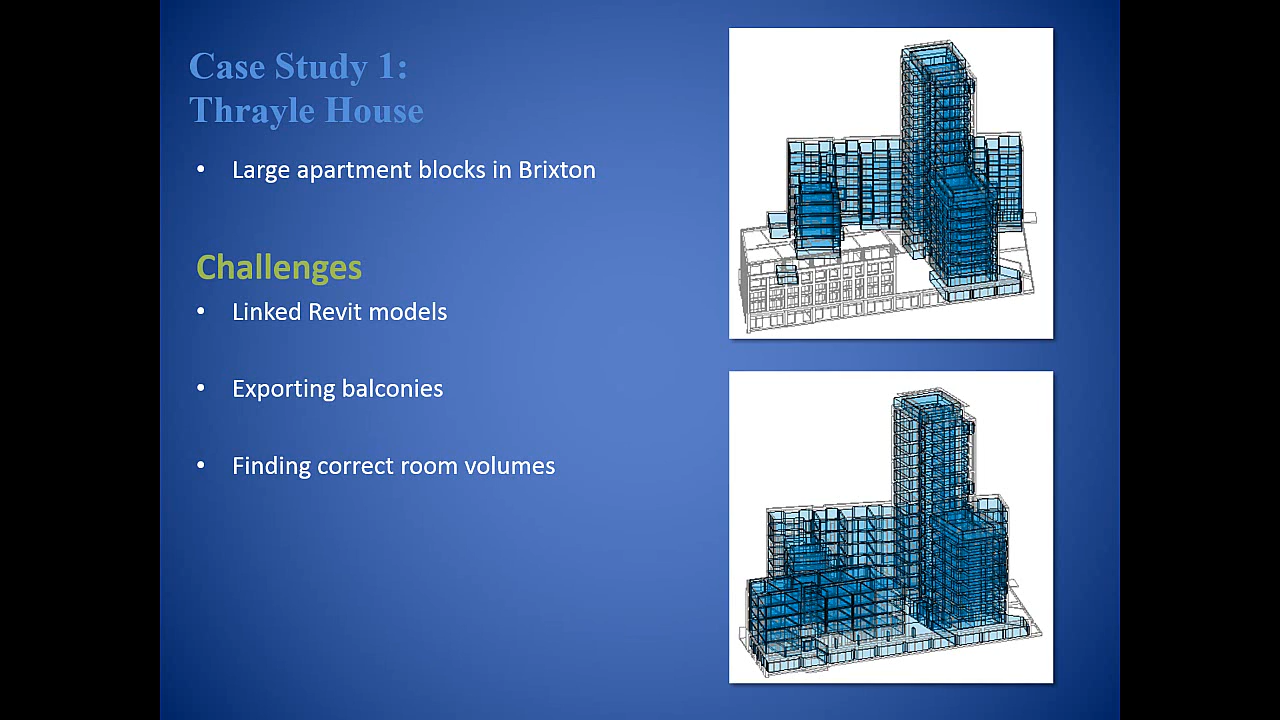 Case Study 1:
Thrayle House
• Large apartment blocks in Brixton
Challenges
• Linked Revit models
• Exporting balconies
• Finding correct room volumes